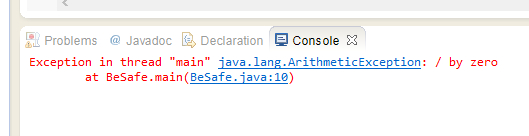 Problems @ Javadoc Declaration Console
Exception in thread "main" java.lang.ArithmeticException: / by zero
at BeSafe.main(BeSafe.java:10)